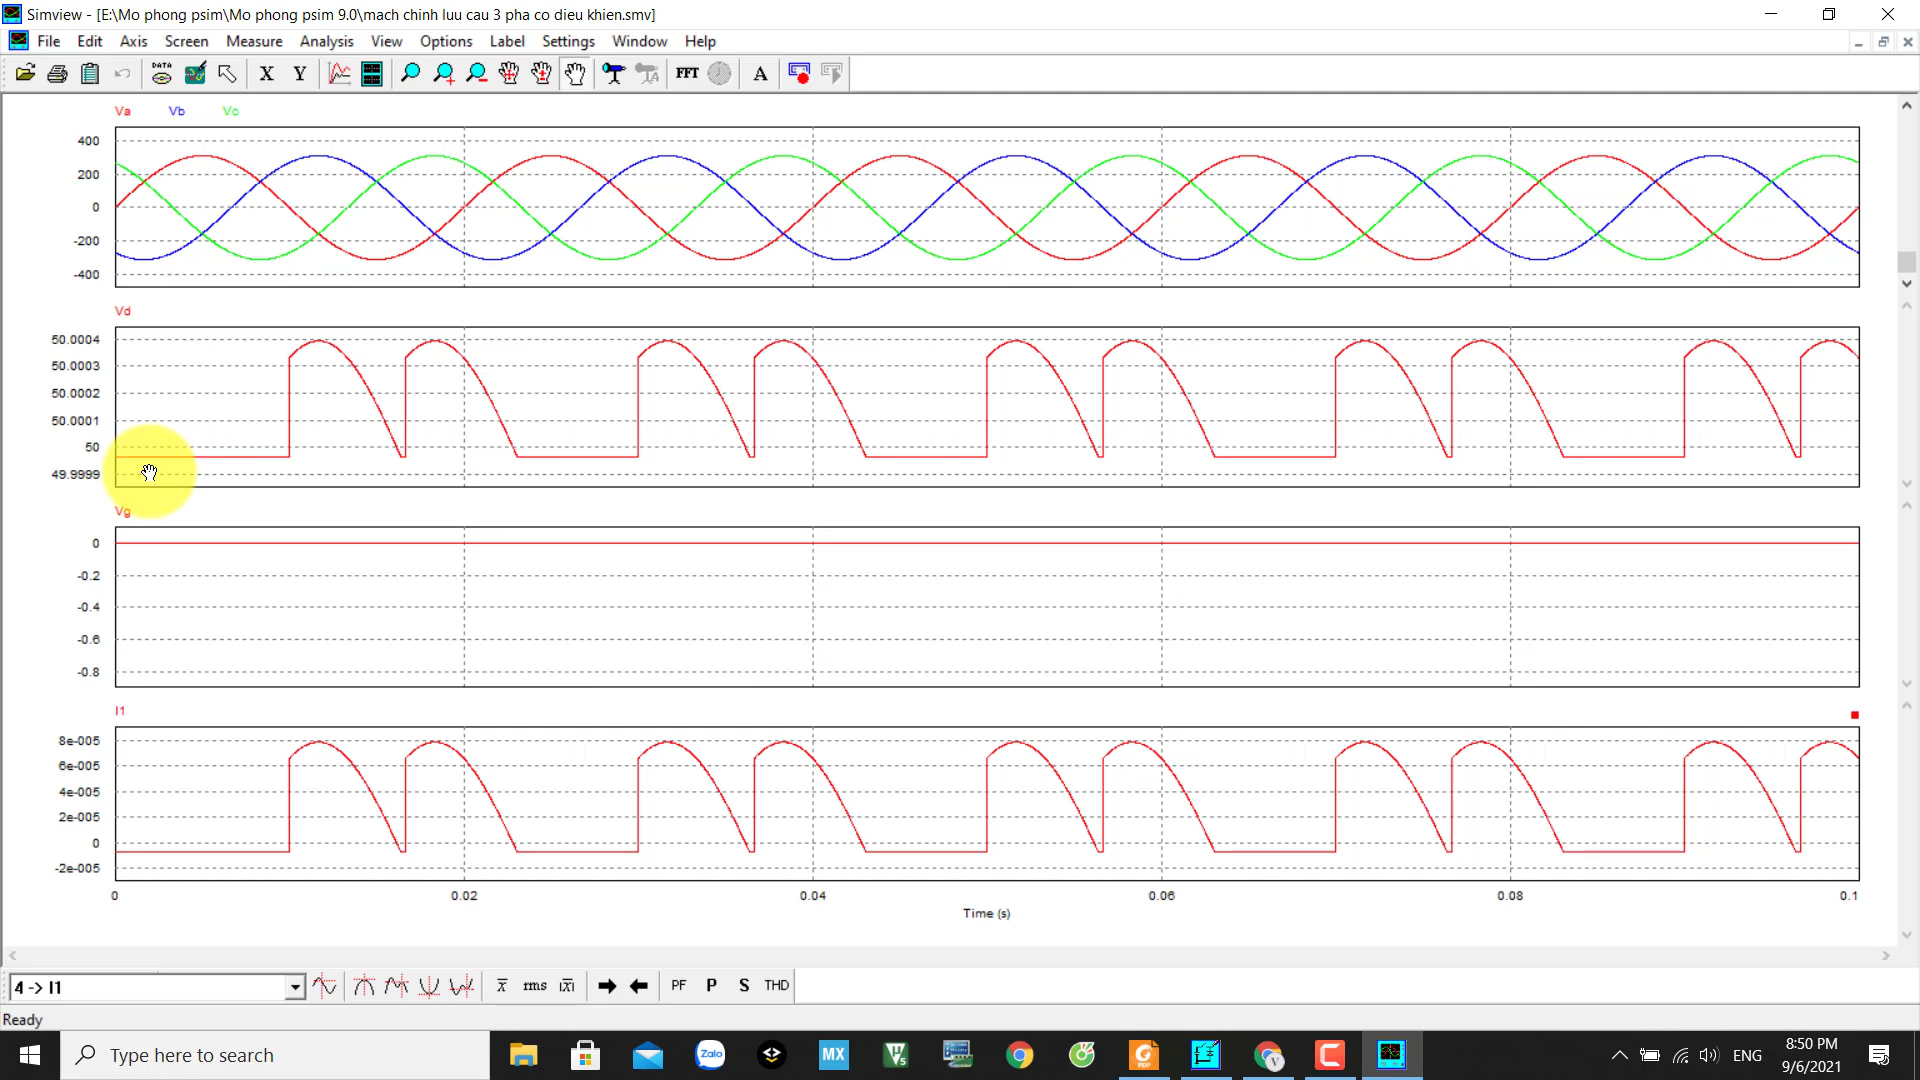 Simview - [E:\Mo phong psim\Mo phong psim 9.0\mach chinh luu cau 3 pha co dieu khien.smv]
File Edit Axis Screen Measure Analysis View Options Label Settings Window Help
DATA X Y FFT A
Va Vb Vc
400
200
0
-200
-400
Vd
50.0004
50.0003
50.0002
50.0001
50
49.9999
Vg
0
-0.2
-0.4
-0.6
-0.8
I1
8e-005
6e-005
4e-005
2e-005
0
-2e-005
0 0.02 0.04 0.06 0.08 0.1
Time (s)
4 -> I1 x rms |x| PF P S THD
Ready
Type here to search
Zalo
MX
V5
ENG
8:50 PM
9/6/2021